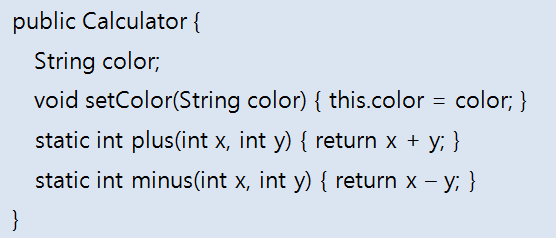 public Calculator {
String color;
void setColor(String color) { this.color = color; }
static int plus(int x, int y) { return x + y; }
static int minus(int x, int y) { return x – y; }
}